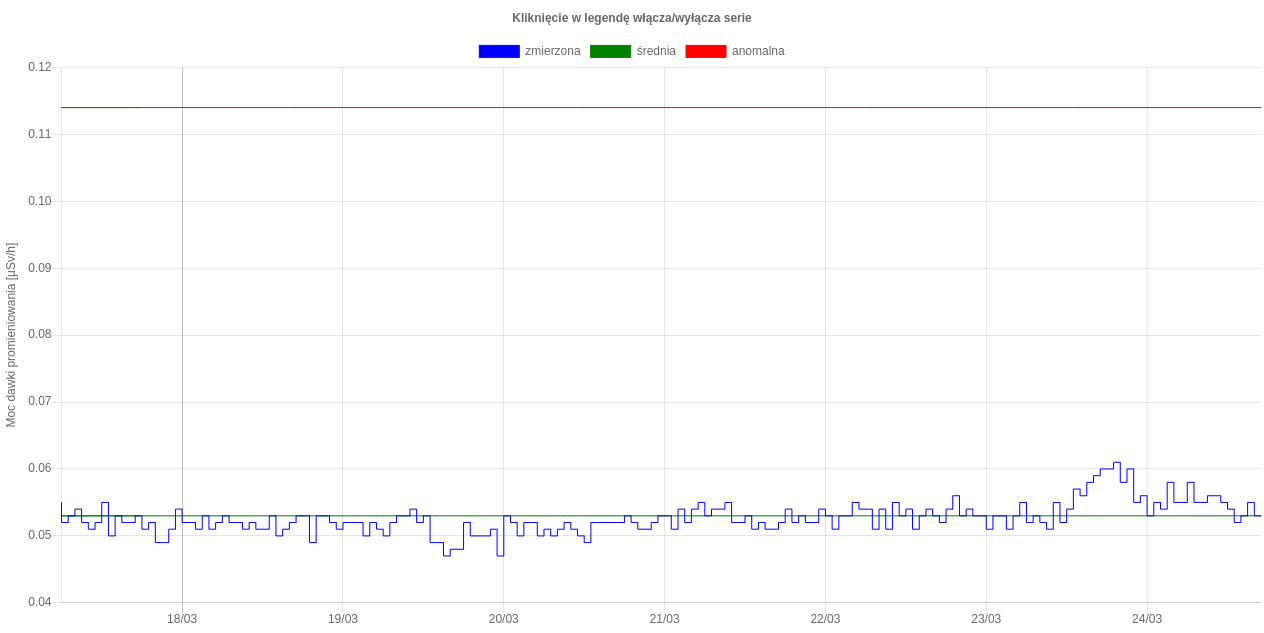 Kliknięcie w legendę włącza/wyłącza serie
zmierzona średnia anomalna
Moc dawki promieniowania [µSv/h]
0.12
0.11
0.10
0.09
0.08
0.07
0.06
0.05
0.04
18/03 19/03 20/03 21/03 22/03 23/03 24/03